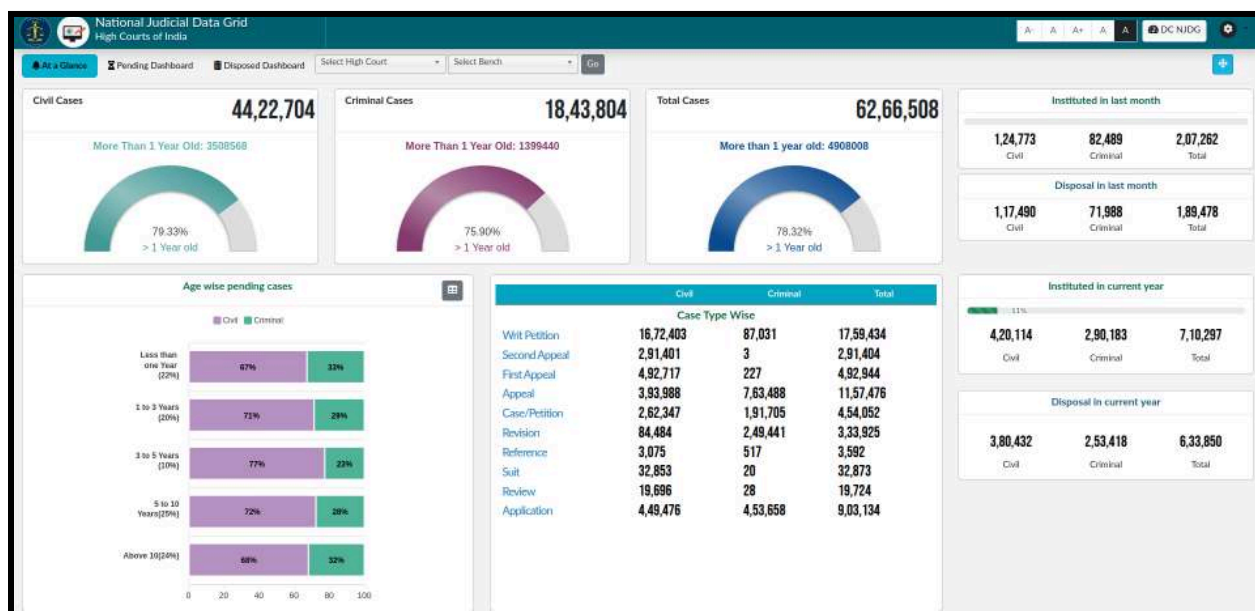 National Judicial Data Grid
High Courts of India
A- A A+ A A DC NJDG
At a Glance Pending Dashboard Disposed Dashboard Select High Court Select Bench Go
Civil Cases 44,22,704
More Than 1 Year Old: 3508568
79.33%
> 1 Year old
Criminal Cases 18,43,804
More Than 1 Year Old: 1399440
75.90%
> 1 Year old
Total Cases 62,66,508
More than 1 year old: 4908008
78.32%
> 1 Year old
Instituted in last month
1,24,773 82,489 2,07,262
Civil Criminal Total
Disposal in last month
1,17,490 71,988 1,89,478
Civil Criminal Total
Age wise pending cases
Civil Criminal
Less than
one Year
(22%)
67% 33%
1 to 3 Years
(20%)
71% 29%
3 to 5 Years
(10%)
77% 23%
5 to 10
Years(25%)
72% 28%
Above 10(24%)
68% 32%
0 20 40 60 80 100
Civil Criminal Total
Case Type Wise
Writ Petition 16,72,403 87,031 17,59,434
Second Appeal 2,91,401 3 2,91,404
First Appeal 4,92,717 227 4,92,944
Appeal 3,93,988 7,63,488 11,57,476
Case/Petition 2,62,347 1,91,705 4,54,052
Revision 84,484 2,49,441 3,33,925
Reference 3,075 517 3,592
Suit 32,853 20 32,873
Review 19,696 28 19,724
Application 4,49,476 4,53,658 9,03,134
Instituted in current year
11%
4,20,114 2,90,183 7,10,297
Civil Criminal Total
Disposal in current year
3,80,432 2,53,418 6,33,850
Civil Criminal Total